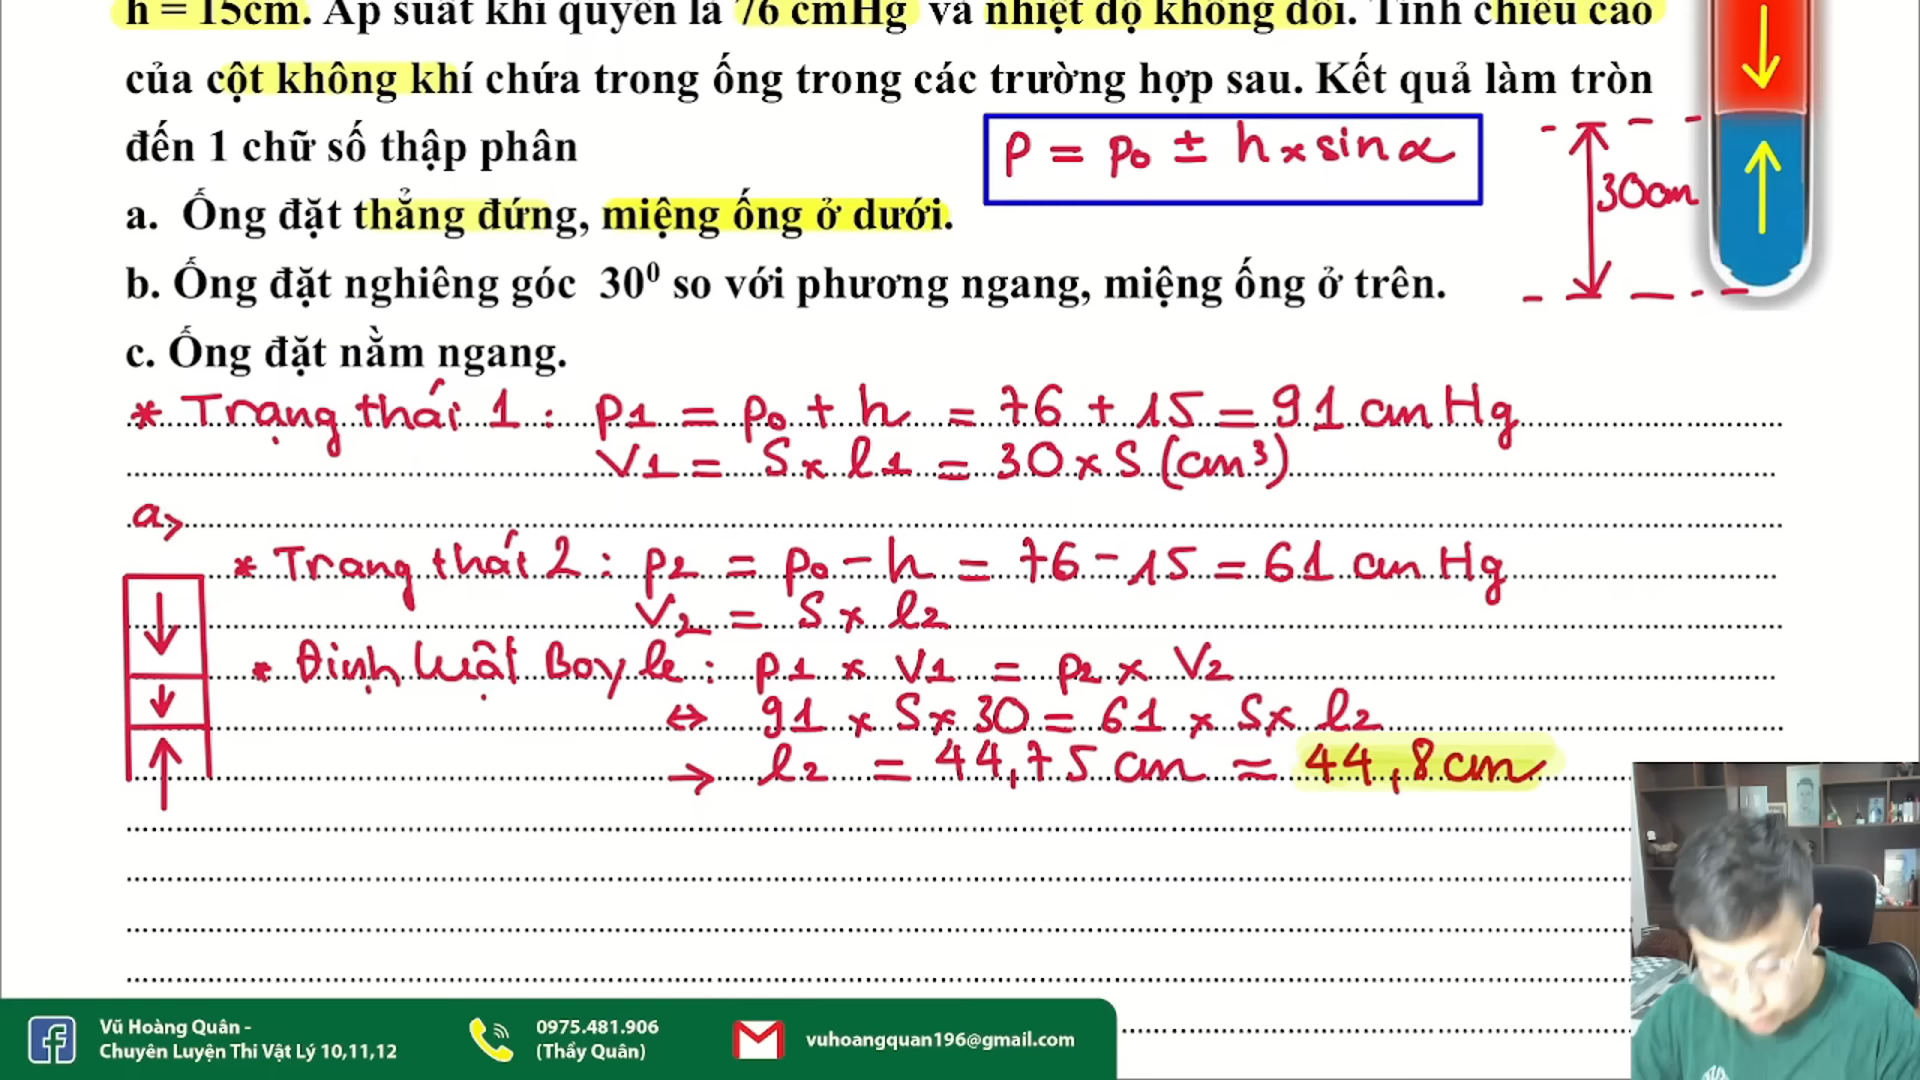 h = 15cm. Áp suất khí quyển là 76 cmHg và nhiệt độ không đổi. Tính chiều cao
của cột không khí chứa trong ống trong các trường hợp sau. Kết quả làm tròn
đến 1 chữ số thập phân
p = p₀ ± h x sin α
30cm
a. Ống đặt thẳng đứng, miệng ống ở dưới.
b. Ống đặt nghiêng góc 30⁰ so với phương ngang, miệng ống ở trên.
c. Ống đặt nằm ngang.
* Trạng thái 1 : p1 = p₀ + h = 76 + 15 = 91 cm Hg
V1 = S x l1 = 30 x S (cm³)
a>
* Trạng thái 2 : p2 = p₀ - h = 76 - 15 = 61 cm Hg
V2 = S x l2
* Định luật Boyle : p1 x V1 = p2 x V2
⇔ 91 x S x 30 = 61 x S x l2
→ l2 = 44,75 cm ≈ 44,8 cm
Vũ Hoàng Quân -
Chuyên Luyện Thi Vật Lý 10,11,12
0975.481.906
(Thầy Quân)
vuhoangquan196@gmail.com